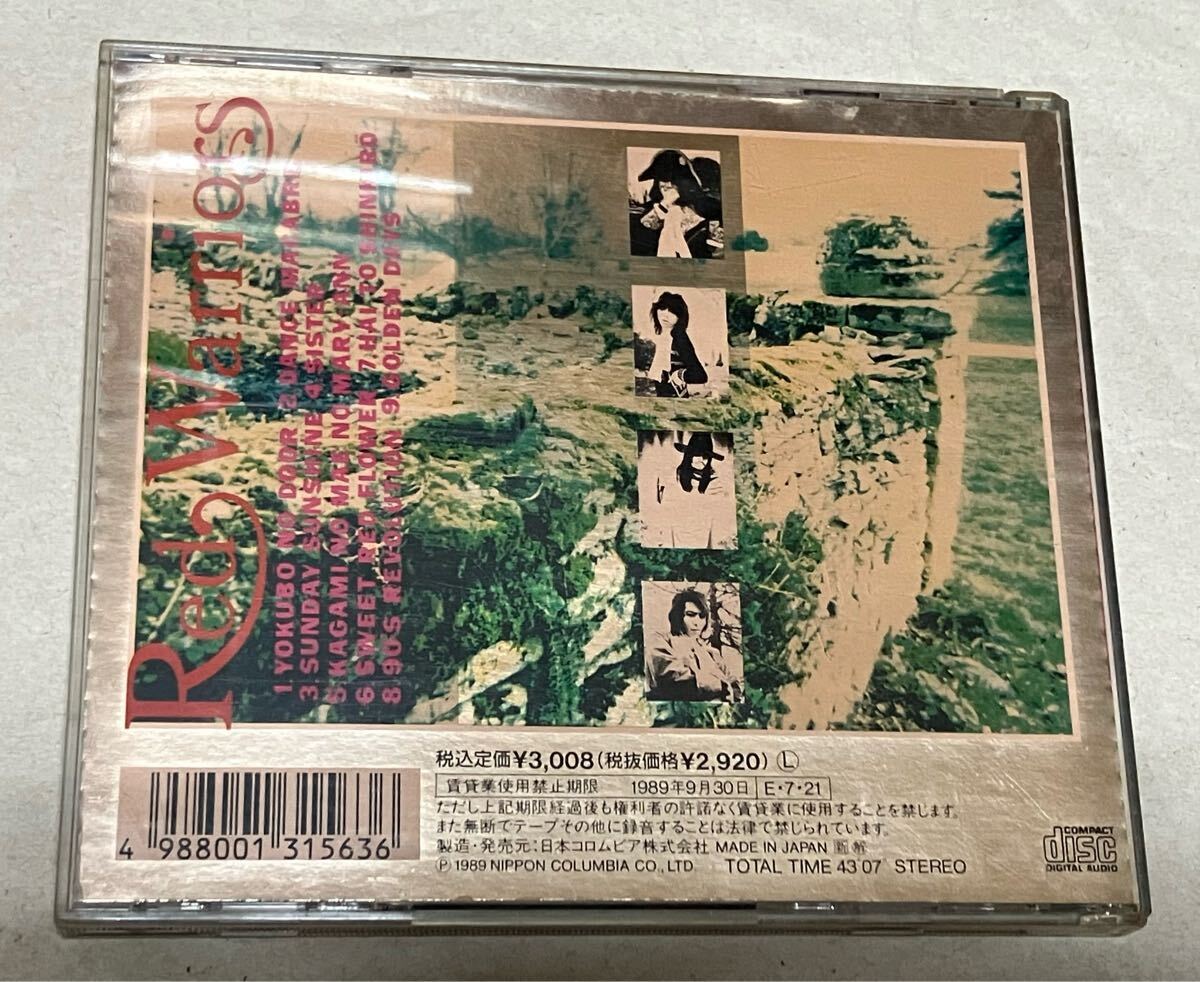 Red Warriors
1. YOKUBO NO DOOR 2. DANCE MACABRE
3. SUNDAY SUNSHINE 4. SISTER
5. KAGAMI NO MAE NO MARY ANN
6. SWEET RED FLOWER 7. HAI TO SHINKIRO
8. 90'S REVOLUTION 9. GOLDEN DAYS
税込定価¥3,008(税抜価格¥2,920) Ⓛ
賃貸業使用禁止期限 1989年9月30日 E・7・21
ただし上記期限経過後も権利者の許諾なく賃貸業に使用することを禁じます。
また無断でテープその他に録音することは法律で禁じられています。
製造・発売元:日本コロムビア株式会社 MADE IN JAPAN
Ⓟ 1989 NIPPON COLUMBIA CO., LTD. TOTAL TIME 43'07" STEREO
4 988001 315636
COMPACT
disc
DIGITAL AUDIO